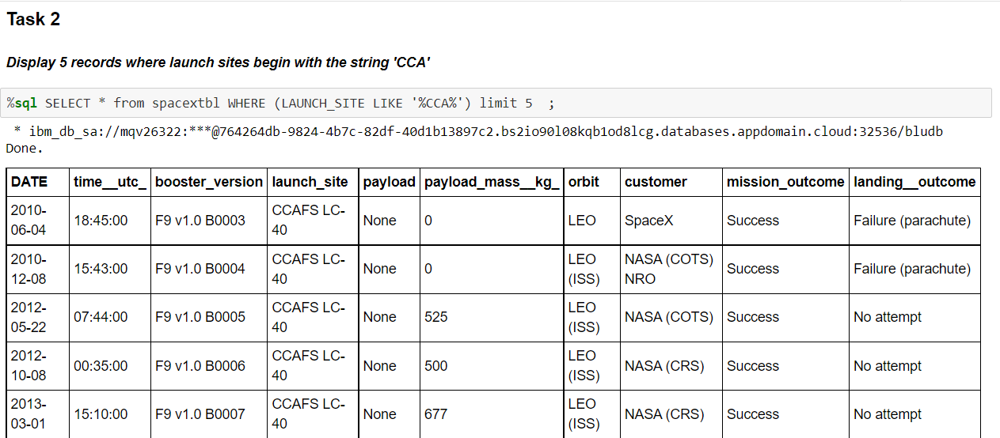 Task 2
Display 5 records where launch sites begin with the string 'CCA'
%sql SELECT * from spacextbl WHERE (LAUNCH_SITE LIKE '%CCA%') limit 5  ;
* ibm_db_sa://mqv26322:***@764264db-9824-4b7c-82df-40d1b13897c2.bs2io90l08kqb1od8lcg.databases.appdomain.cloud:32536/bludb
Done.
DATE time__utc_ booster_version launch_site payload payload_mass__kg_ orbit customer mission_outcome landing__outcome
2010-06-04 18:45:00 F9 v1.0 B0003 CCAFS LC-40 None 0 LEO SpaceX Success Failure (parachute)
2010-12-08 15:43:00 F9 v1.0 B0004 CCAFS LC-40 None 0 LEO (ISS) NASA (COTS) NRO Success Failure (parachute)
2012-05-22 07:44:00 F9 v1.0 B0005 CCAFS LC-40 None 525 LEO (ISS) NASA (COTS) Success No attempt
2012-10-08 00:35:00 F9 v1.0 B0006 CCAFS LC-40 None 500 LEO (ISS) NASA (CRS) Success No attempt
2013-03-01 15:10:00 F9 v1.0 B0007 CCAFS LC-40 None 677 LEO (ISS) NASA (CRS) Success No attempt